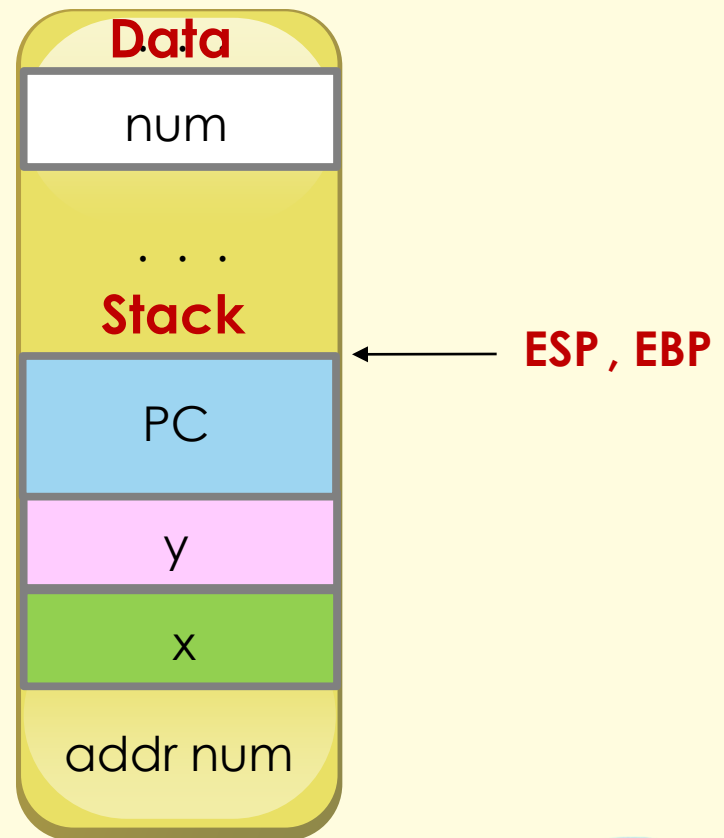 Data
. . .
num
. . .
Stack
ESP , EBP
PC
y
x
addr num